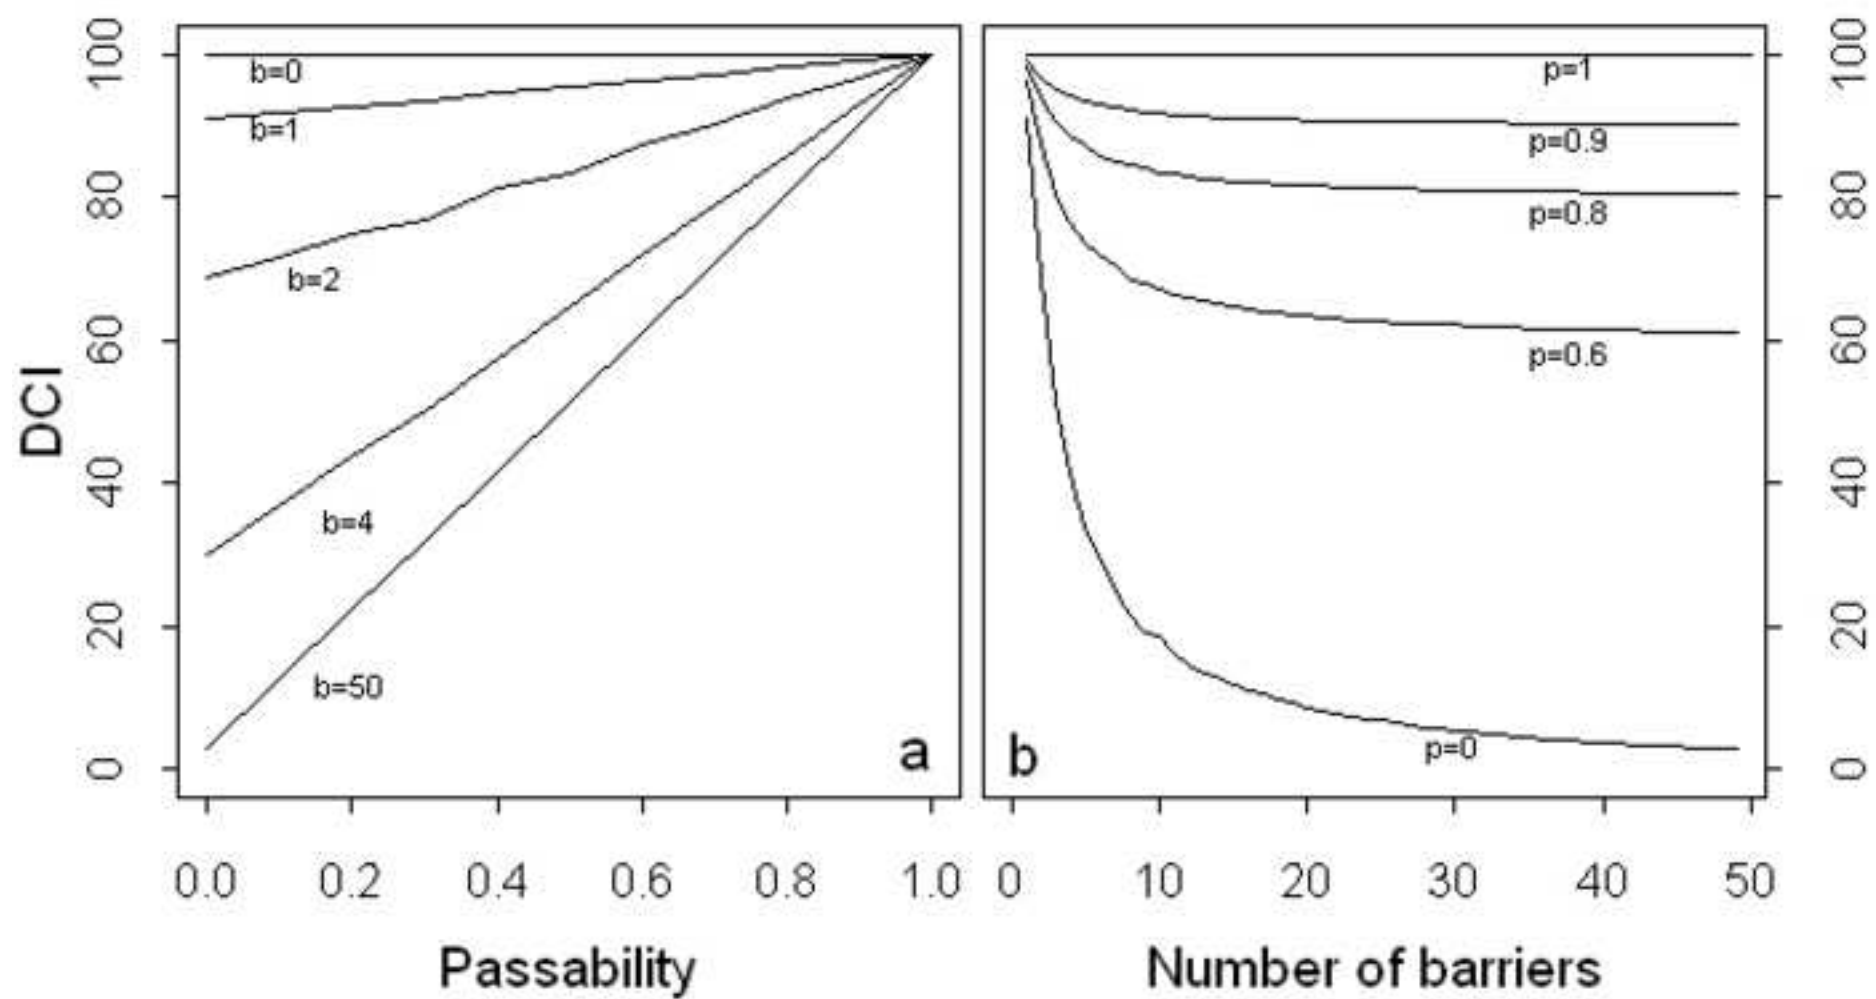 DCI
100
80
60
40
20
0
b=0
b=1
b=2
b=4
b=50
a
0.0 0.2 0.4 0.6 0.8 1.0
Passability
p=1
p=0.9
p=0.8
p=0.6
p=0
b
100
80
60
40
20
0
0 10 20 30 40 50
Number of barriers